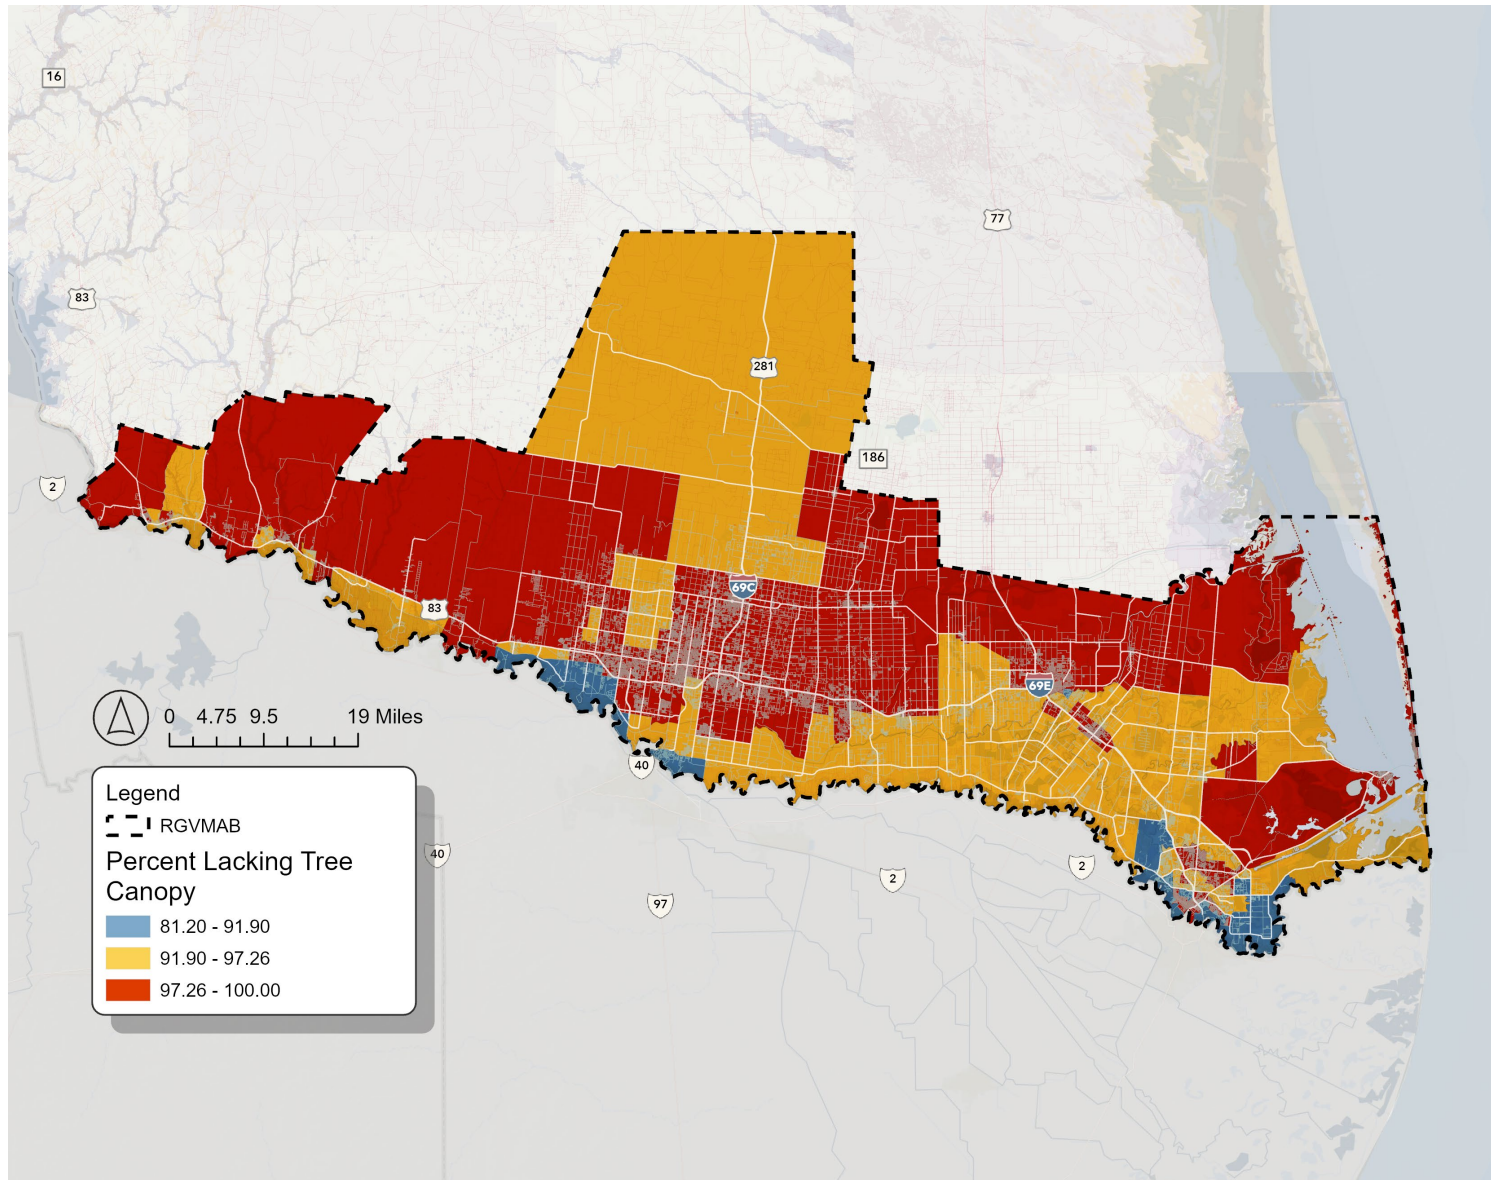 16
77
83
281
186
2
69C
83
69E
0 4.75 9.5 19 Miles
40
Legend
RGVMAB
Percent Lacking Tree
Canopy
81.20 - 91.90
91.90 - 97.26
97.26 - 100.00
40
2
2
97